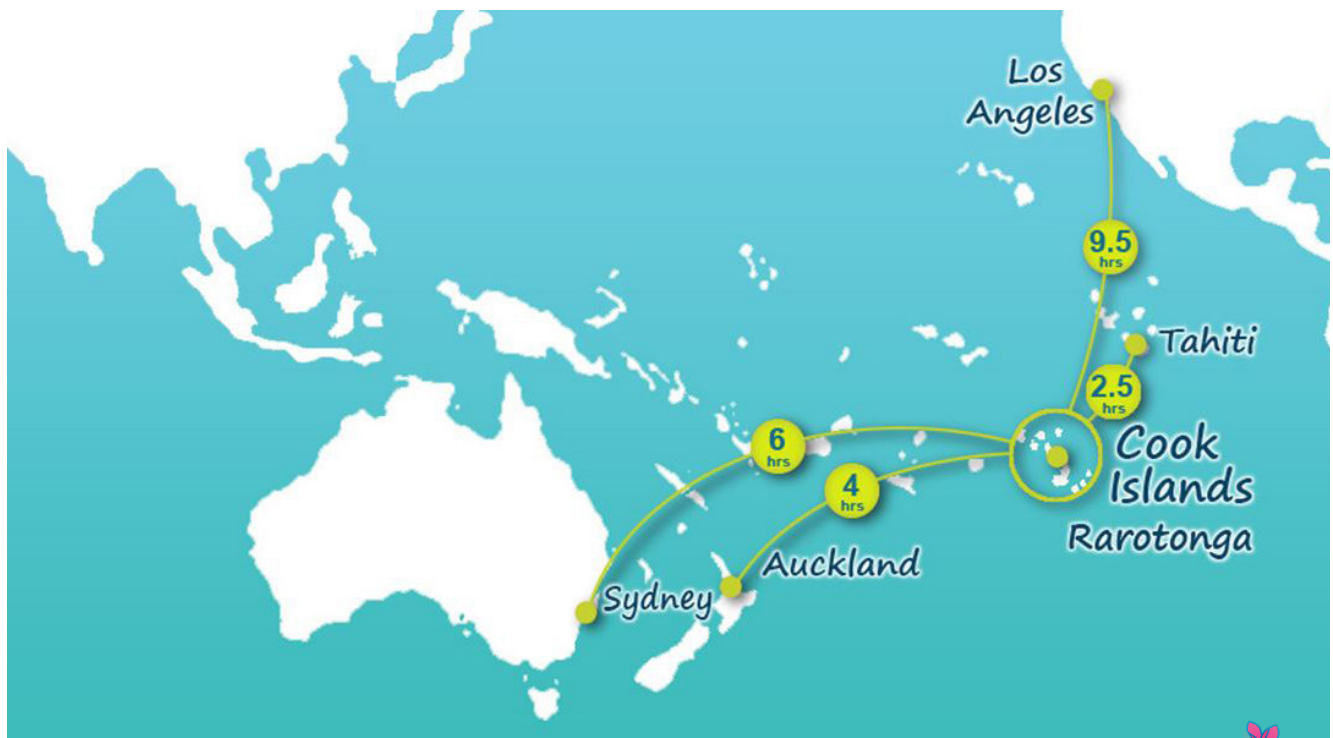 Los
Angeles
9.5
hrs
Tahiti
2.5
hrs
Cook
Islands
Rarotonga
6
hrs
4
hrs
Auckland
Sydney